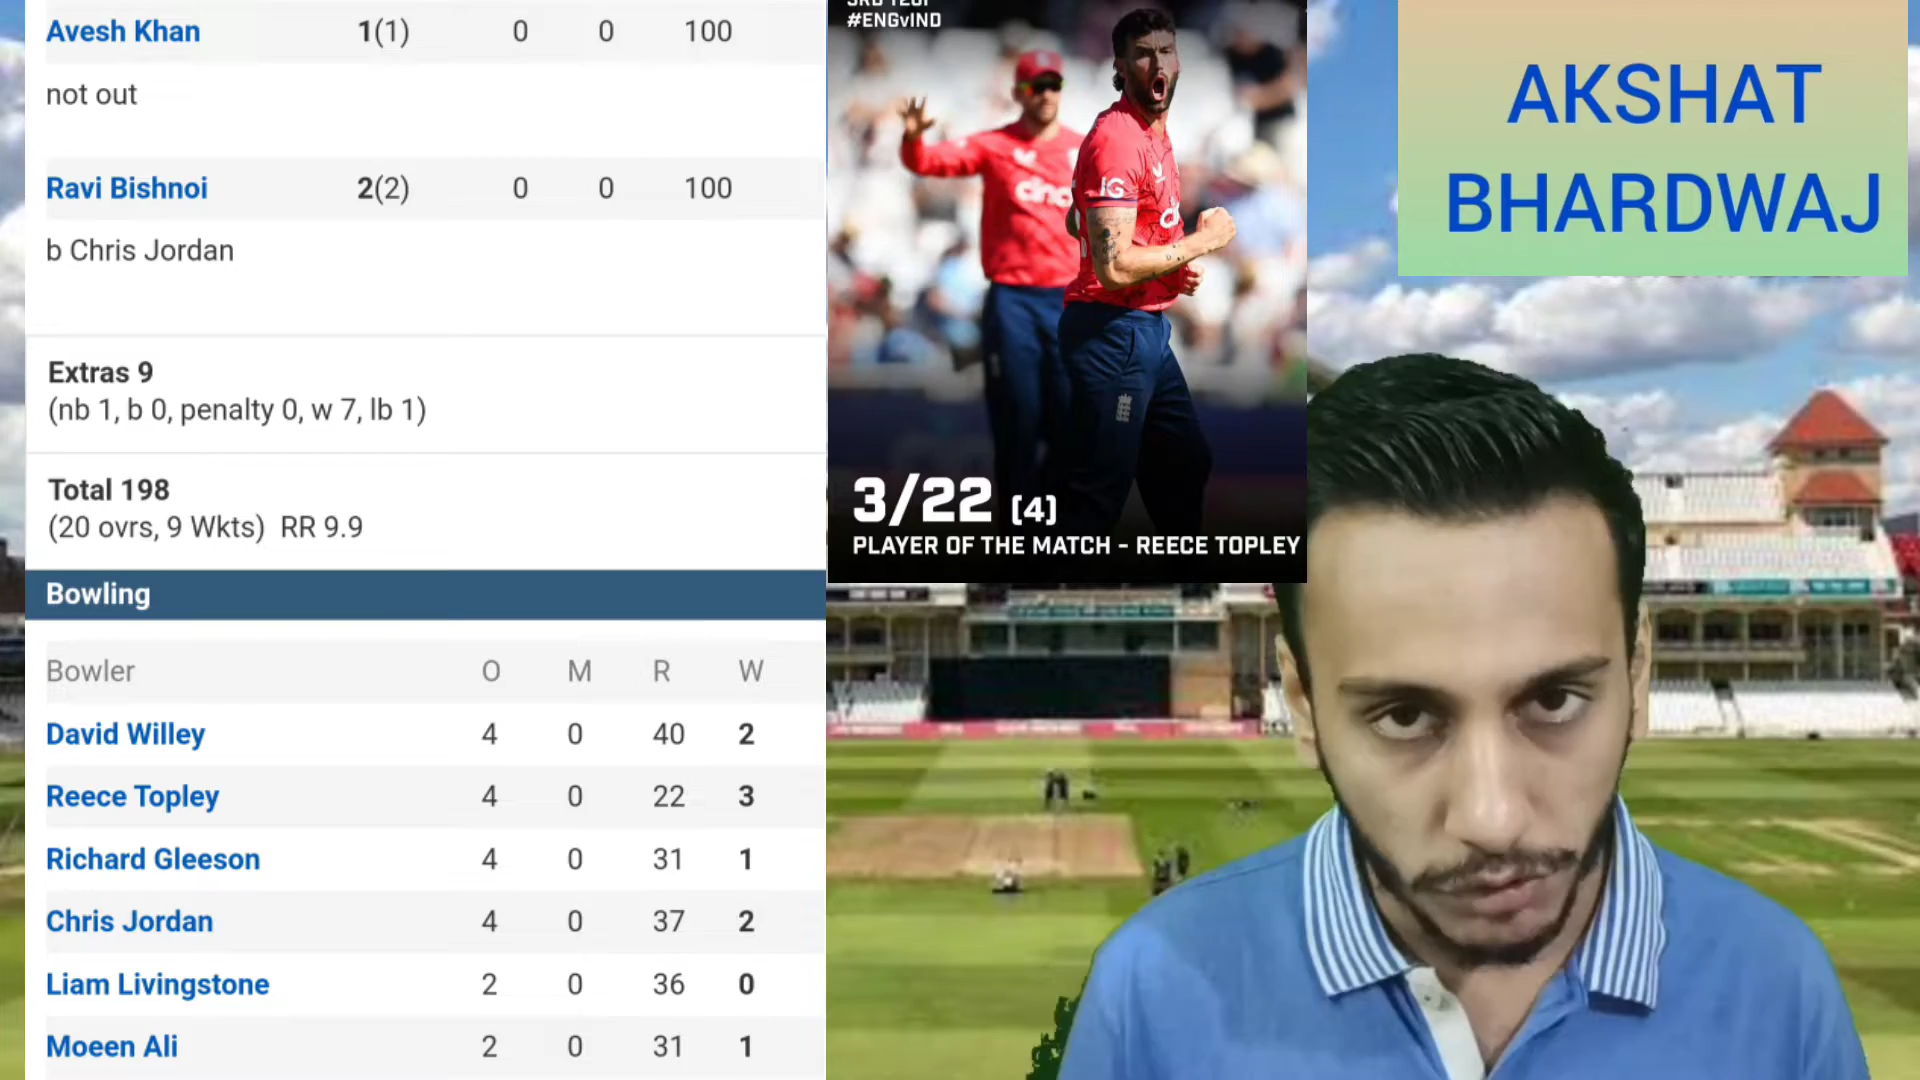 Avesh Khan 1(1) 0 0 100
not out
Ravi Bishnoi 2(2) 0 0 100
b Chris Jordan
Extras 9
(nb 1, b 0, penalty 0, w 7, lb 1)
Total 198
(20 ovrs, 9 Wkts) RR 9.9
Bowling
Bowler O M R W
David Willey 4 0 40 2
Reece Topley 4 0 22 3
Richard Gleeson 4 0 31 1
Chris Jordan 4 0 37 2
Liam Livingstone 2 0 36 0
Moeen Ali 2 0 31 1
#ENGvIND
IG
3/22 (4)
PLAYER OF THE MATCH - REECE TOPLEY
AKSHAT
BHARDWAJ